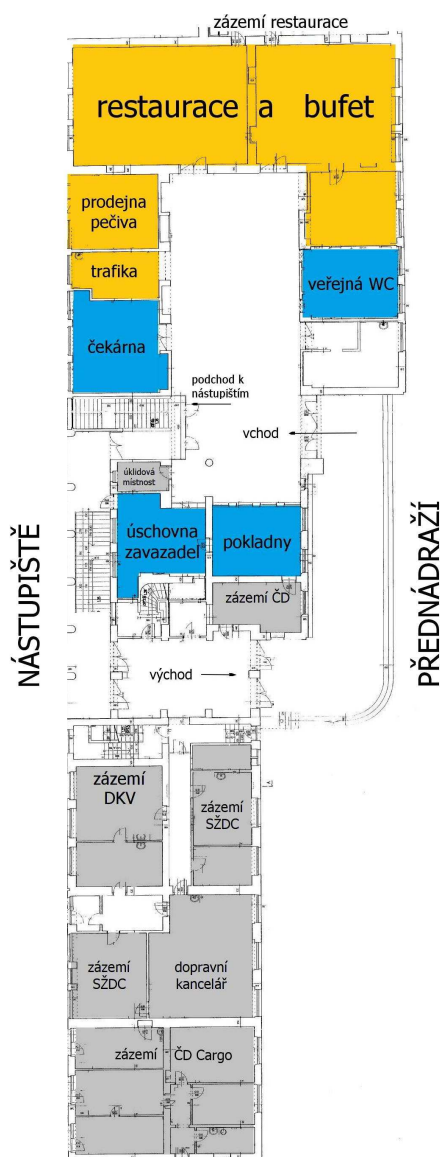 zázemí restaurace
restaurace a bufet
prodejna
pečiva
trafika
veřejná WC
čekárna
podchod k
nástupištím
vchod
úklidová
místnost
úschovna
zavazadel
pokladny
zázemí ČD
NÁSTUPIŠTĚ
PŘEDNÁDRAŽÍ
východ
zázemí
DKV
zázemí
SŽDC
zázemí
SŽDC
dopravní
kancelář
zázemí ČD Cargo